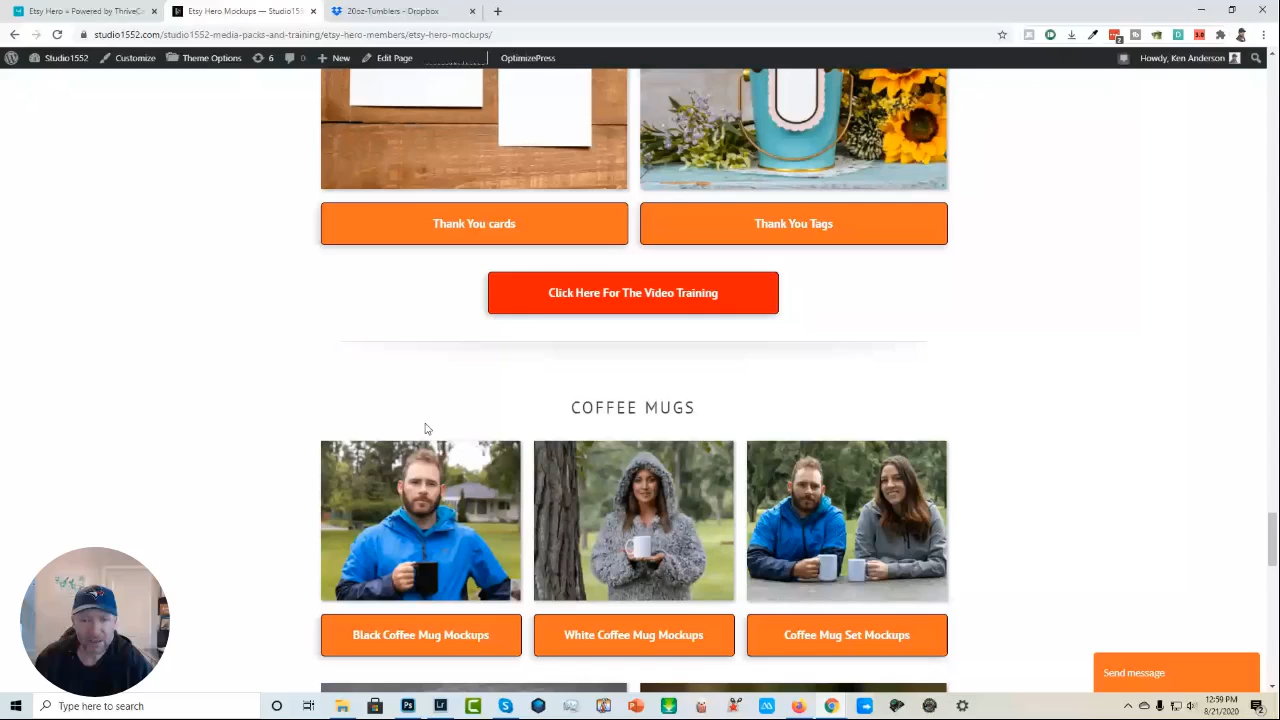 Etsy Hero » Powered by ThriveC
Etsy Hero Mockups — Studio15
20oz-Tumblers - Dropbox
studio1552.com/studio1552-media-packs-and-training/etsy-hero-members/etsy-hero-mockups/
Studio1552
Customize
Theme Options
6
0
New
Edit Page
OptimizePress
Howdy, Ken Anderson
Thank You cards
Thank You Tags
Click Here For The Video Training
COFFEE MUGS
Black Coffee Mug Mockups
White Coffee Mug Mockups
Coffee Mug Set Mockups
Send message
Type here to search
12:59 PM
8/21/2020